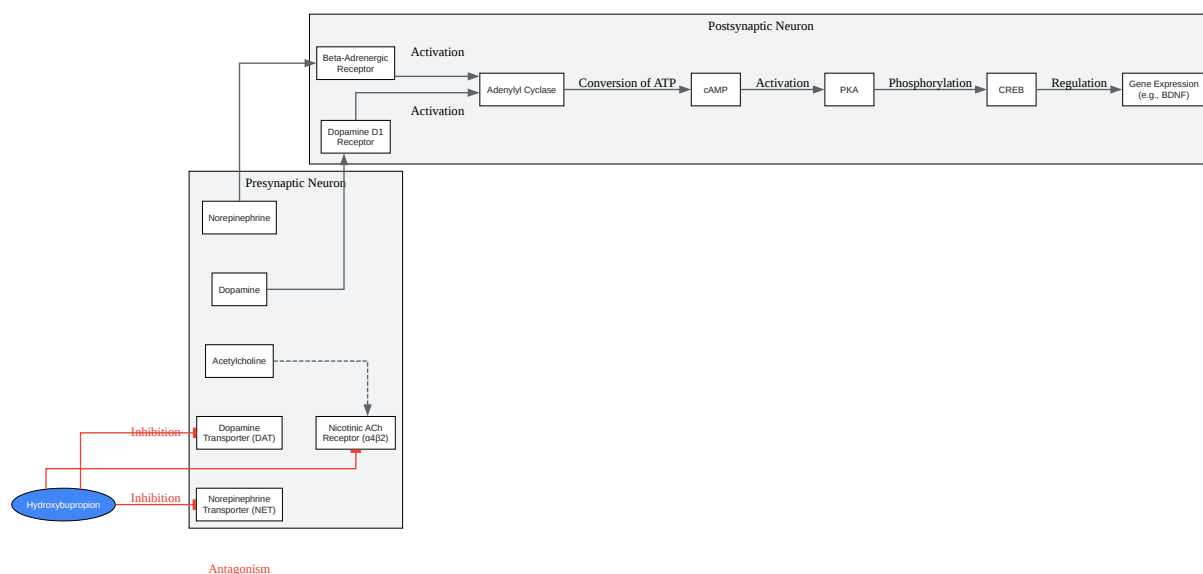 Postsynaptic Neuron
Beta-Adrenergic
Receptor
Activation
Adenylyl Cyclase
Conversion of ATP
cAMP
Activation
PKA
Phosphorylation
CREB
Regulation
Gene Expression
(e.g., BDNF)
Activation
Dopamine D1
Receptor
Presynaptic Neuron
Norepinephrine
Dopamine
Acetylcholine
Inhibition
Dopamine
Transporter (DAT)
Nicotinic ACh
Receptor (α4β2)
Hydroxybupropion
Inhibition
Norepinephrine
Transporter (NET)
Antagonism